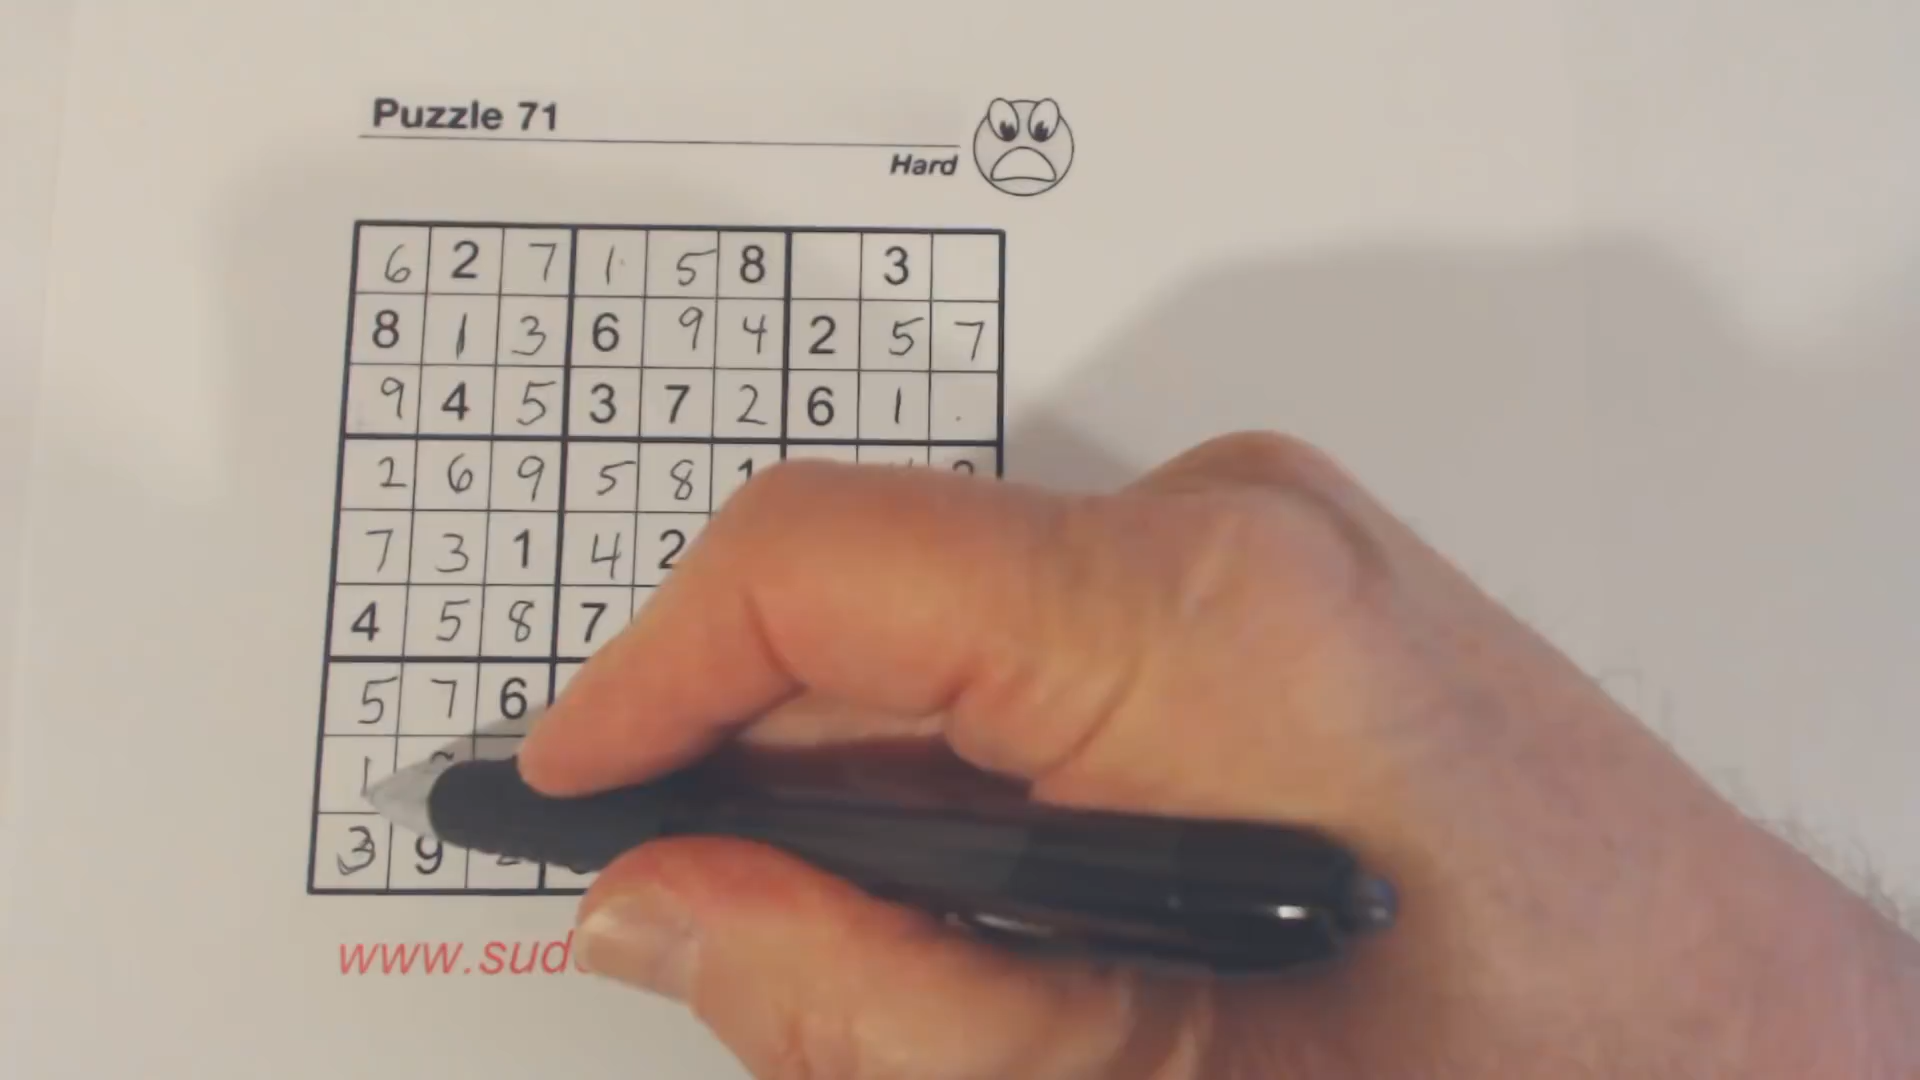 Puzzle 71
Hard
6 2 7 1 5 8 3
8 1 3 6 9 4 2 5 7
9 4 5 3 7 2 6 1
2 6 9 5 8 1
7 3 1 4 2
4 5 8 7
5 7 6
1
3 9
www.sud